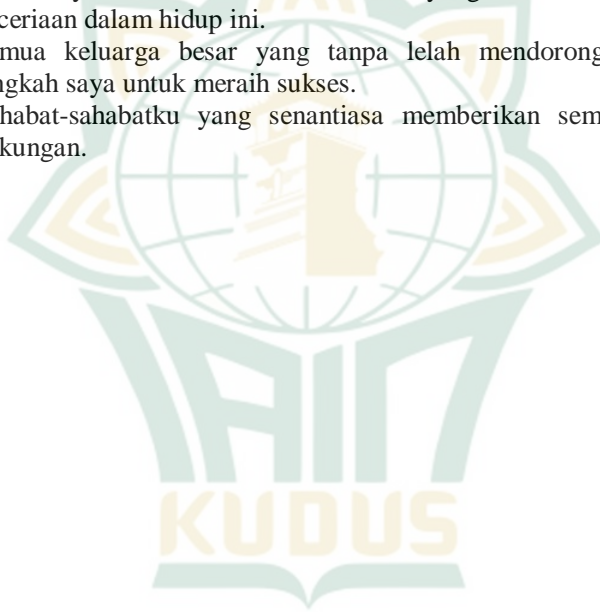 ceriaan dalam hidup ini.
mua keluarga besar yang tanpa lelah mendorong
ngkah saya untuk meraih sukses.
habat-sahabatku yang senantiasa memberikan sem
kungan.
IAIN
KUDUS